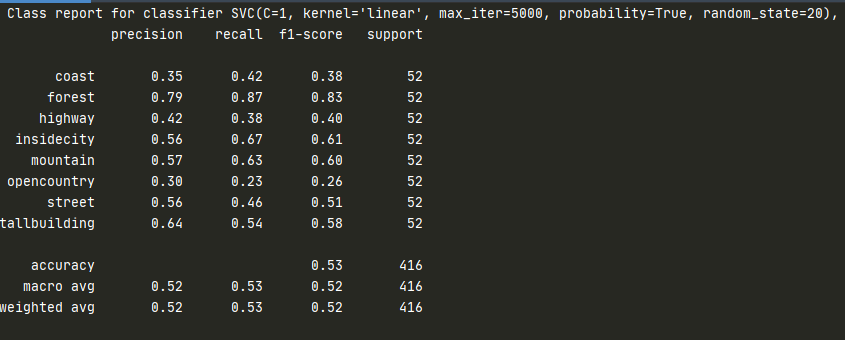 Class report for classifier SVC(C=1, kernel='linear', max_iter=5000, probability=True, random_state=20),
precision recall f1-score support
coast 0.35 0.42 0.38 52
forest 0.79 0.87 0.83 52
highway 0.42 0.38 0.40 52
insidecity 0.56 0.67 0.61 52
mountain 0.57 0.63 0.60 52
opencountry 0.30 0.23 0.26 52
street 0.56 0.46 0.51 52
tallbuilding 0.64 0.54 0.58 52
accuracy 0.53 416
macro avg 0.52 0.53 0.52 416
weighted avg 0.52 0.53 0.52 416